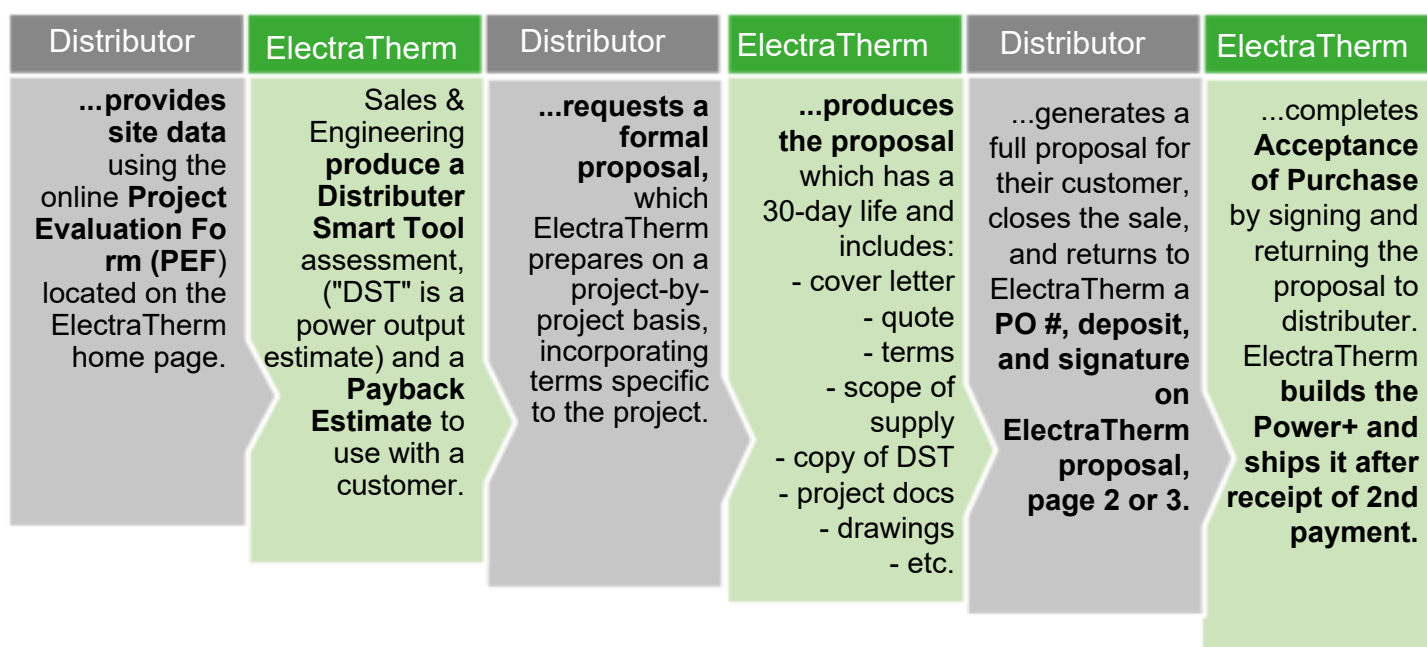 Distributor
...provides
site data
using the
online Project
Evaluation Fo
rm (PEF)
located on the
ElectraTherm
home page.
ElectraTherm
Sales &
Engineering
produce a
Distributer
Smart Tool
assessment,
("DST" is a
power output
estimate) and a
Payback
Estimate to
use with a
customer.
Distributor
...requests a
formal
proposal,
which
ElectraTherm
prepares on a
project-by-
project basis,
incorporating
terms specific
to the project.
ElectraTherm
...produces
the proposal
which has a
30-day life and
includes:
- cover letter
- quote
- terms
- scope of
supply
- copy of DST
- project docs
- drawings
- etc.
Distributor
...generates a
full proposal for
their customer,
closes the sale,
and returns to
ElectraTherm a
PO #, deposit,
and signature
on
ElectraTherm
proposal,
page 2 or 3.
ElectraTherm
...completes
Acceptance
of Purchase
by signing and
returning the
proposal to
distributer.
ElectraTherm
builds the
Power+ and
ships it after
receipt of 2nd
payment.